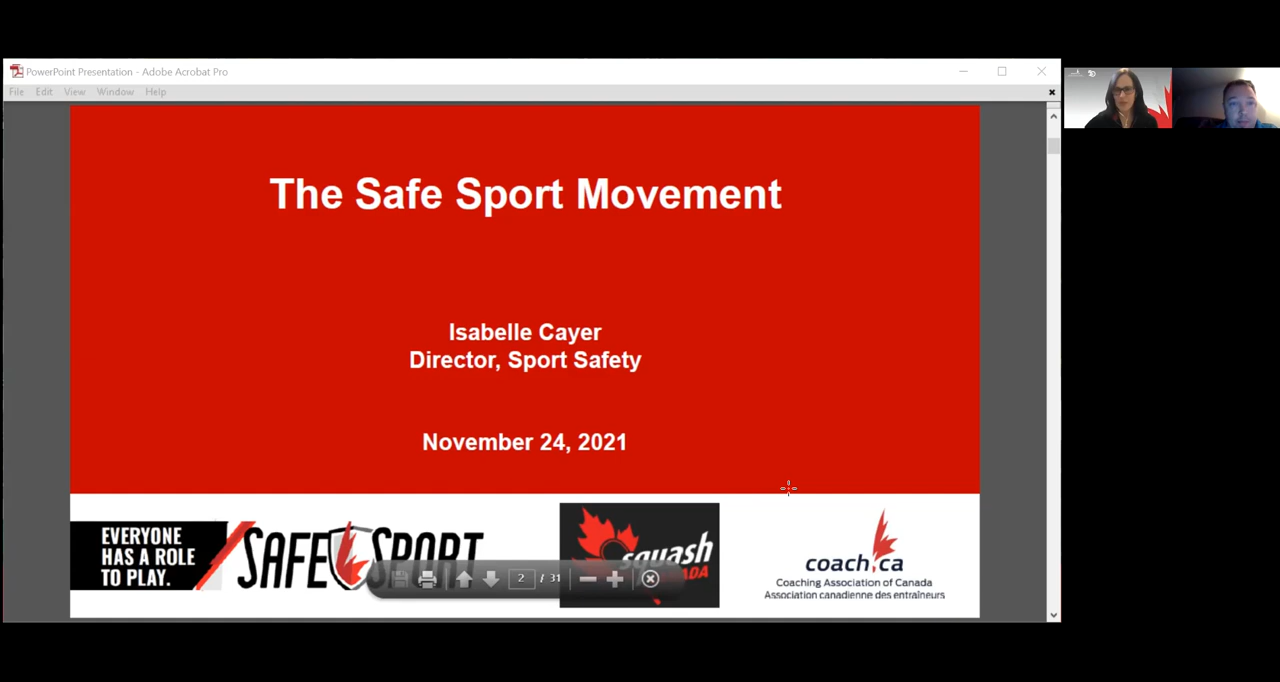 PowerPoint Presentation - Adobe Acrobat Pro
File Edit View Window Help
The Safe Sport Movement
Isabelle Cayer
Director, Sport Safety
November 24, 2021
EVERYONE
HAS A ROLE
TO PLAY.
SAFE SPORT
squash
coach.ca
Coaching Association of Canada
Association canadienne des entraîneurs
2 / 31